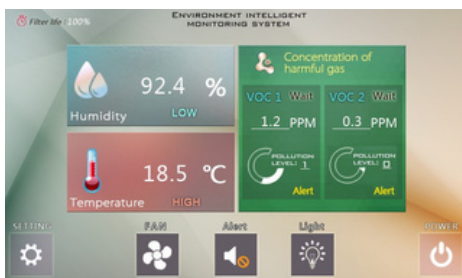 Filter life 100%
ENVIRONMENT INTELLIGENT
MONITORING SYSTEM
92.4 %
Humidity LOW
18.5 °C
Temperature HIGH
Concentration of
harmful gas
VOC 1 Wait
1.2 PPM
POLLUTION
LEVEL: 1
Alert
VOC 2 Wait
0.3 PPM
POLLUTION
LEVEL: 0
Alert
SETTING
FAN
Alert
Light
POWER